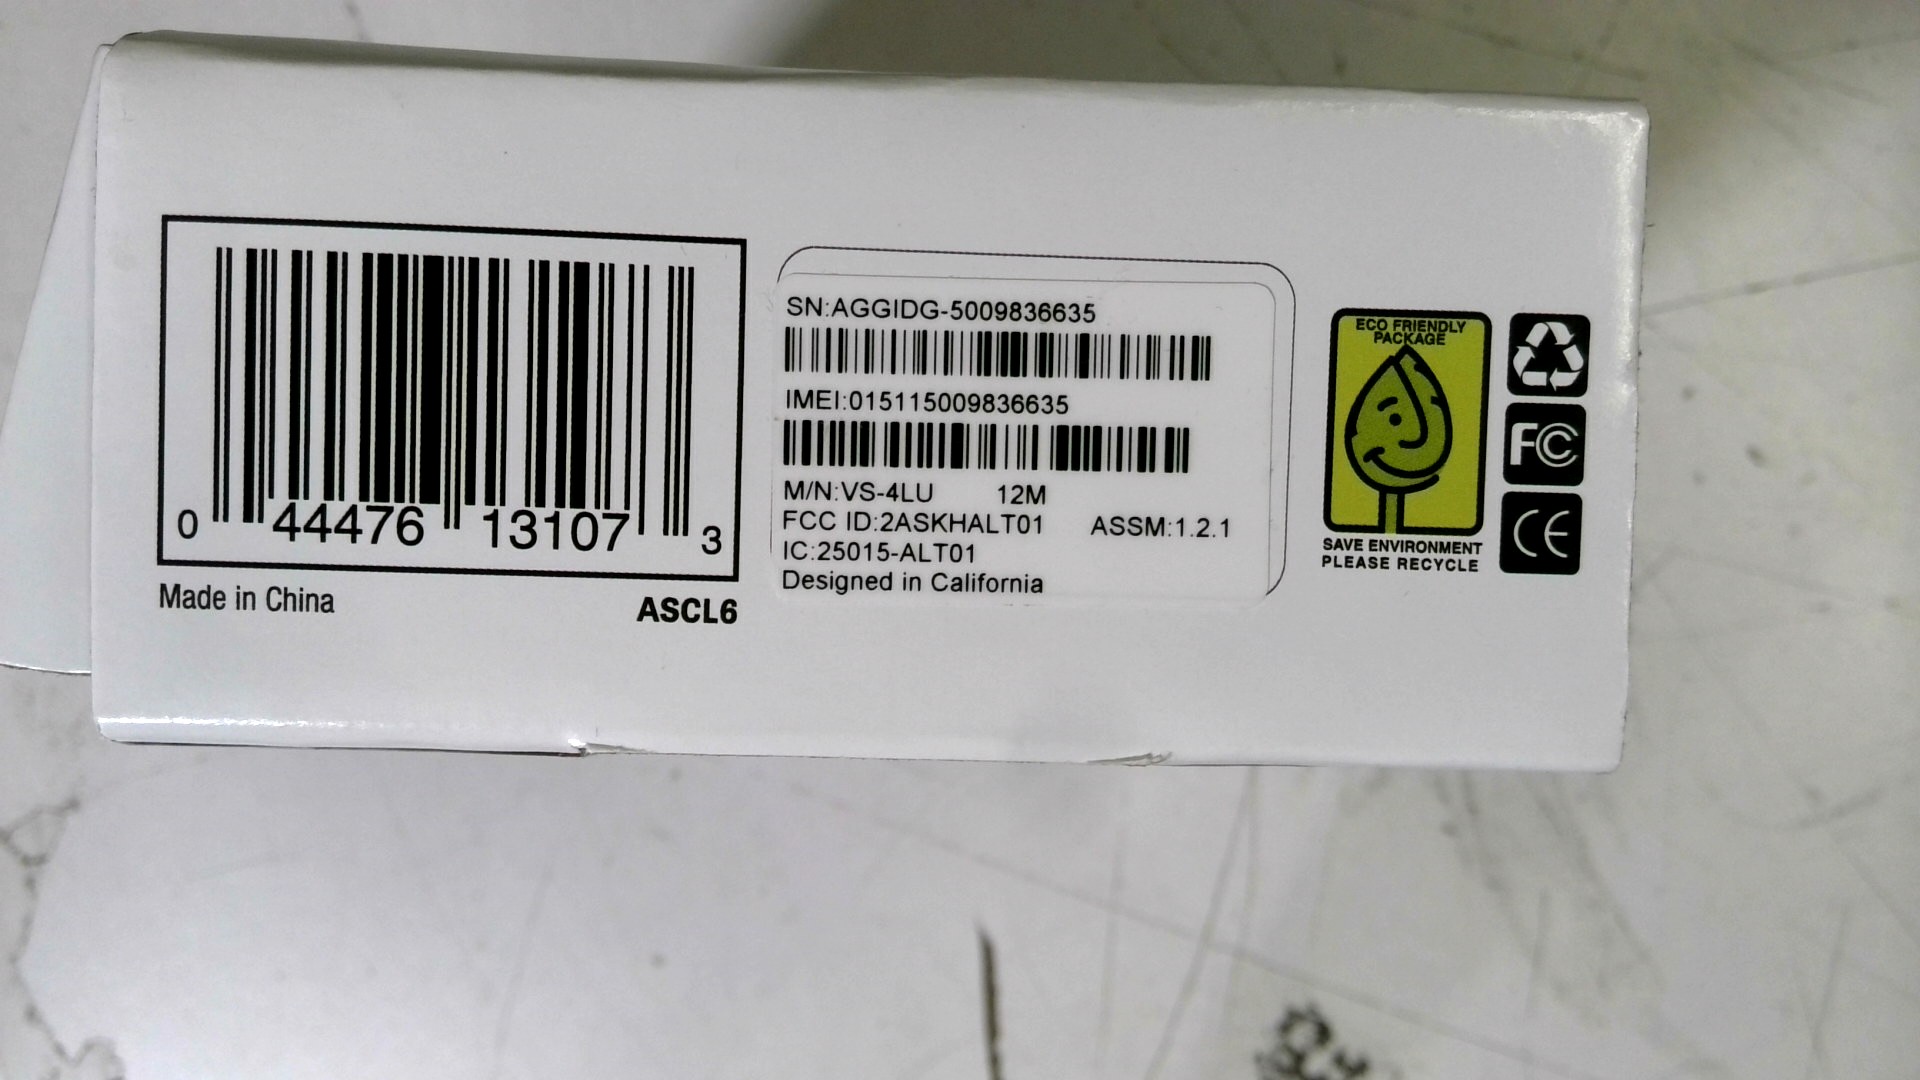 0 44476 13107 3
Made in China
ASCL6
SN:AGGIDG-5009836635
IMEI:015115009836635
M/N:VS-4LU 12M
FCC ID:2ASKHALT01 ASSM:1.2.1
IC:25015-ALT01
Designed in California
ECO FRIENDLY
PACKAGE
SAVE ENVIRONMENT
PLEASE RECYCLE
FC
CE